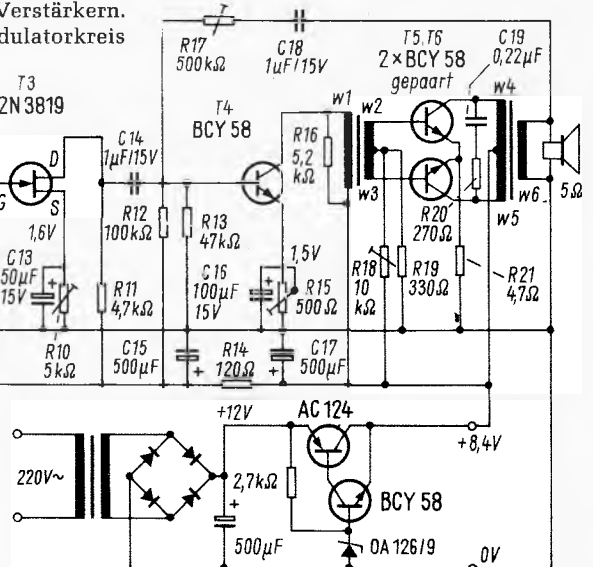 Verstärkern.
dulatorkreis
R17
500kΩ
C18
1µF/15V
T5,T6
2×BCY 58
gepaart
C19
0,22µF
T3
2N3819
T4
BCY 58
w1
w2
w3
w4
w5
w6
R16
5,2
kΩ
C14
1µF/15V
D
S
G
1,6V
R12
100kΩ
R13
47kΩ
5Ω
R20
270Ω
C13
50µF
15V
R11
4,7kΩ
C16
100µF
15V
1,5V
R15
500Ω
R18
10
kΩ
R19
330Ω
R21
4,7Ω
R10
5kΩ
C15
500µF
R14
120Ω
C17
500µF
+
+
+12V
AC 124
+8,4V
220V~
2,7kΩ
BCY 58
+
500µF
OA126/9
0V